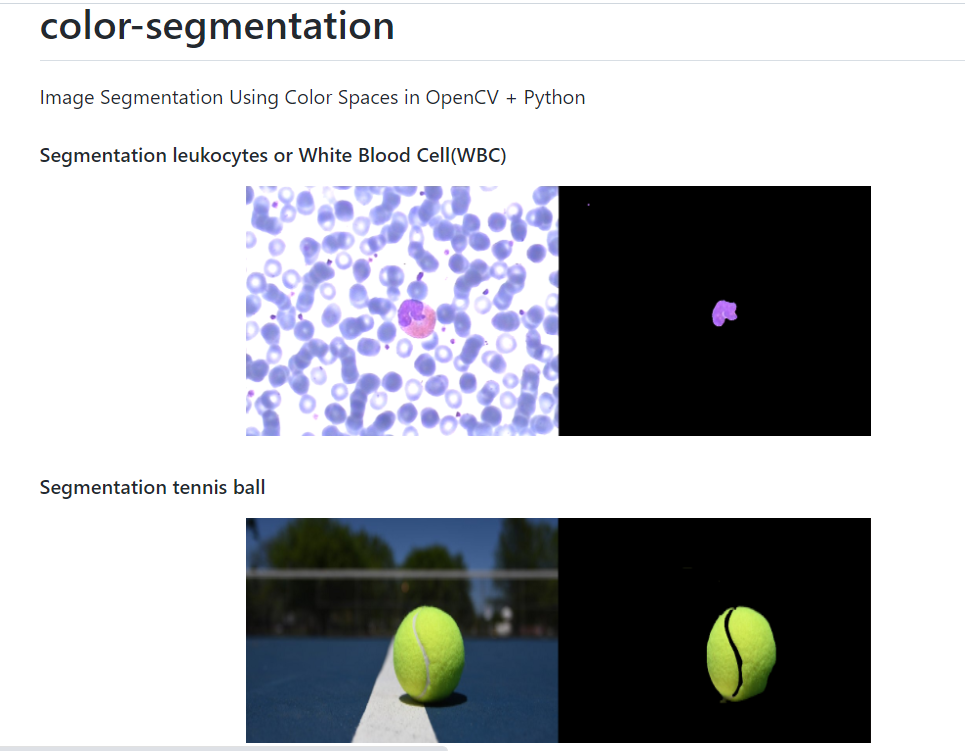 color-segmentation
Image Segmentation Using Color Spaces in OpenCV + Python
Segmentation leukocytes or White Blood Cell(WBC)
Segmentation tennis ball